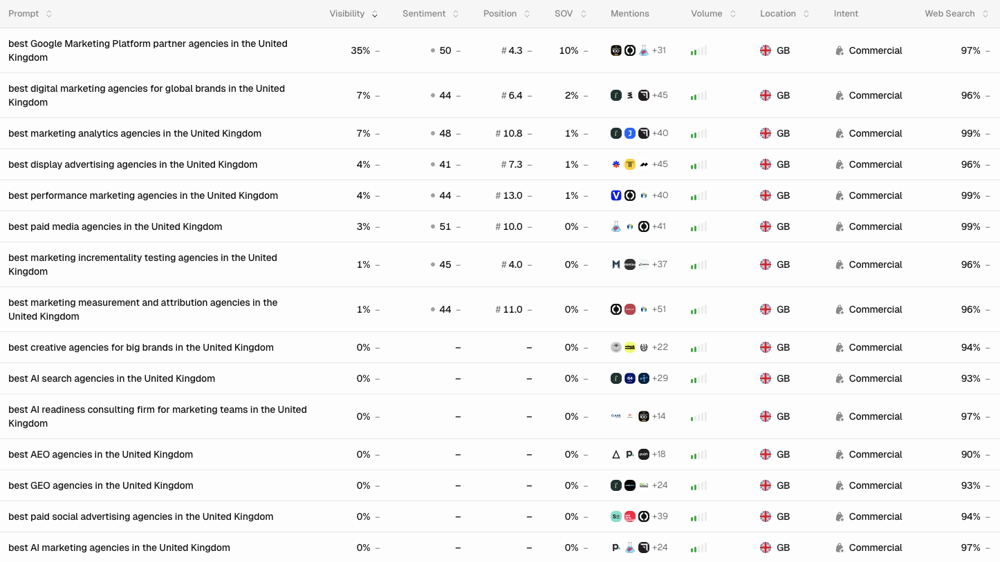 Prompt Visibility Sentiment Position SOV Mentions Volume Location Intent Web Search
best Google Marketing Platform partner agencies in the United
Kingdom
35% – 50 – # 4.3 – 10% – +31 GB Commercial 97% –
best digital marketing agencies for global brands in the United
Kingdom
7% – 44 – # 6.4 – 2% – +45 GB Commercial 96% –
best marketing analytics agencies in the United Kingdom 7% – 48 – # 10.8 – 1% – +40 GB Commercial 99% –
best display advertising agencies in the United Kingdom 4% – 41 – # 7.3 – 1% – +45 GB Commercial 96% –
best performance marketing agencies in the United Kingdom 4% – 44 – # 13.0 – 1% – +40 GB Commercial 99% –
best paid media agencies in the United Kingdom 3% – 51 – # 10.0 – 0% – +41 GB Commercial 99% –
best marketing incrementality testing agencies in the United
Kingdom
1% – 45 – # 4.0 – 0% – +37 GB Commercial 96% –
best marketing measurement and attribution agencies in the
United Kingdom
1% – 44 – # 11.0 – 0% – +51 GB Commercial 96% –
best creative agencies for big brands in the United Kingdom 0% – – – 0% – +22 GB Commercial 94% –
best AI search agencies in the United Kingdom 0% – – – 0% – +29 GB Commercial 93% –
best AI readiness consulting firm for marketing teams in the United
Kingdom
0% – – – 0% – +14 GB Commercial 97% –
best AEO agencies in the United Kingdom 0% – – – 0% – +18 GB Commercial 90% –
best GEO agencies in the United Kingdom 0% – – – 0% – +24 GB Commercial 93% –
best paid social advertising agencies in the United Kingdom 0% – – – 0% – +39 GB Commercial 94% –
best AI marketing agencies in the United Kingdom 0% – – – 0% – +24 GB Commercial 97% –